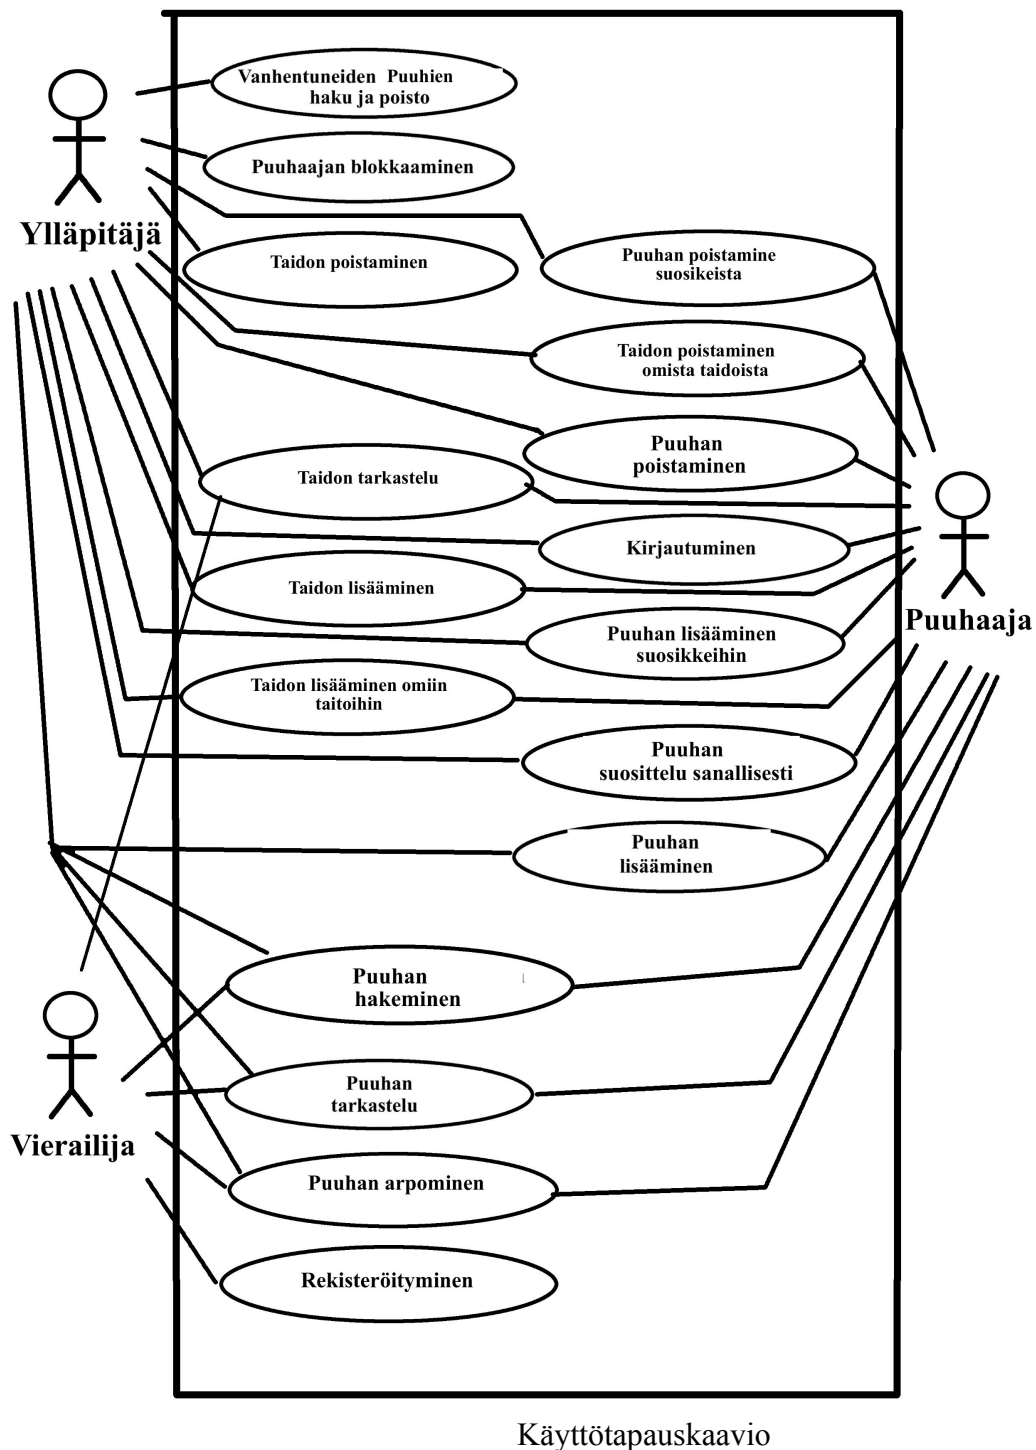 Vanhentuneiden Puuhien
haku ja poisto
Puuhaajan blokkaaminen
Ylläpitäjä
Taidon poistaminen
Puuhan poistamine
suosikeista
Taidon poistaminen
omista taidoista
Puuhan
poistaminen
Taidon tarkastelu
Kirjautuminen
Taidon lisääminen
Puuhaaja
Puuhan lisääminen
suosikkeihin
Taidon lisääminen omiin
taitoihin
Puuhan
suosittelu sanallisesti
Puuhan
lisääminen
Puuhan
hakeminen
Puuhan
tarkastelu
Vierailija
Puuhan arpominen
Rekisteröityminen
Käyttötapauskaavio